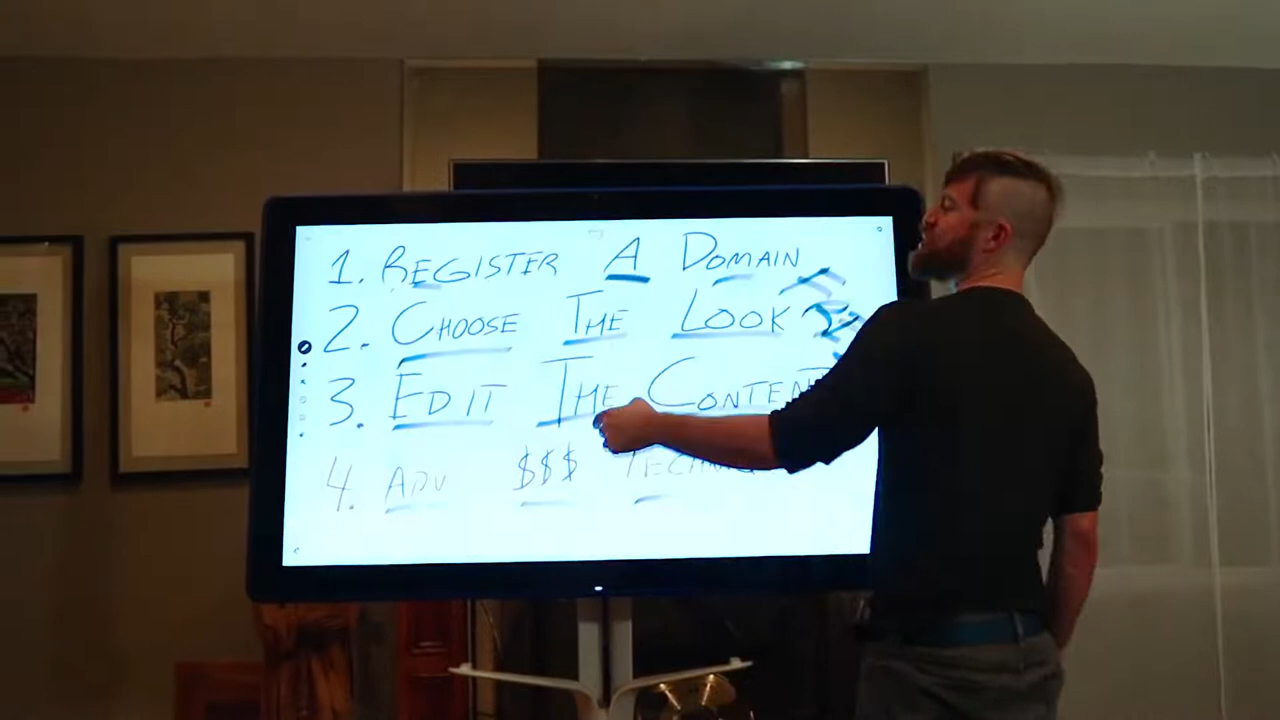 1. REGISTER A DOMAIN
2. CHOOSE THE LOOK
3. EDIT THE CONTENT
4. ADV $$$